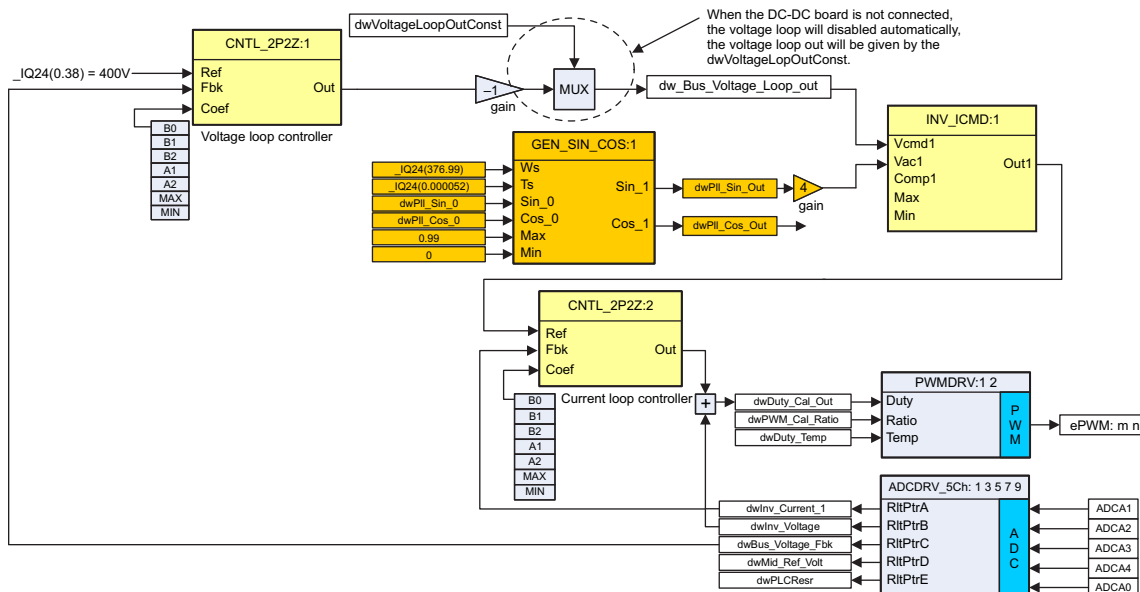 dwVoltageLoopOutConst
When the DC-DC board is not connected,
the voltage loop will disabled automatically,
the voltage loop out will be given by the
dwVoltageLopOutConst.
CNTL_2P2Z:1
_IQ24(0.38) = 400V
Ref
Fbk
Coef
Out
Voltage loop controller
B0
B1
B2
A1
A2
MAX
MIN
–1
gain
MUX
dw_Bus_Voltage_Loop_out
INV_ICMD:1
Vcmd1
Vac1
Comp1
Max
Min
Out1
GEN_SIN_COS:1
_IQ24(376.99)
_IQ24(0.000052)
dwPll_Sin_0
dwPll_Cos_0
0.99
0
Ws
Ts
Sin_0
Cos_0
Max
Min
Sin_1
Cos_1
dwPll_Sin_Out
dwPll_Cos_Out
4
gain
CNTL_2P2Z:2
Ref
Fbk
Coef
Out
Current loop controller
B0
B1
B2
A1
A2
MAX
MIN
+
dwDuty_Cal_Out
dwPWM_Cal_Ratio
dwDuty_Temp
PWMDRV:1 2
Duty
Ratio
Temp
P
W
M
ePWM: m n
ADCDRV_5Ch: 1 3 5 7 9
dwInv_Current_1
dwInv_Voltage
dwBus_Voltage_Fbk
dwMid_Ref_Volt
dwPLCResr
RltPtrA
RltPtrB
RltPtrC
RltPtrD
RltPtrE
A
D
C
ADCA1
ADCA2
ADCA3
ADCA4
ADCA0